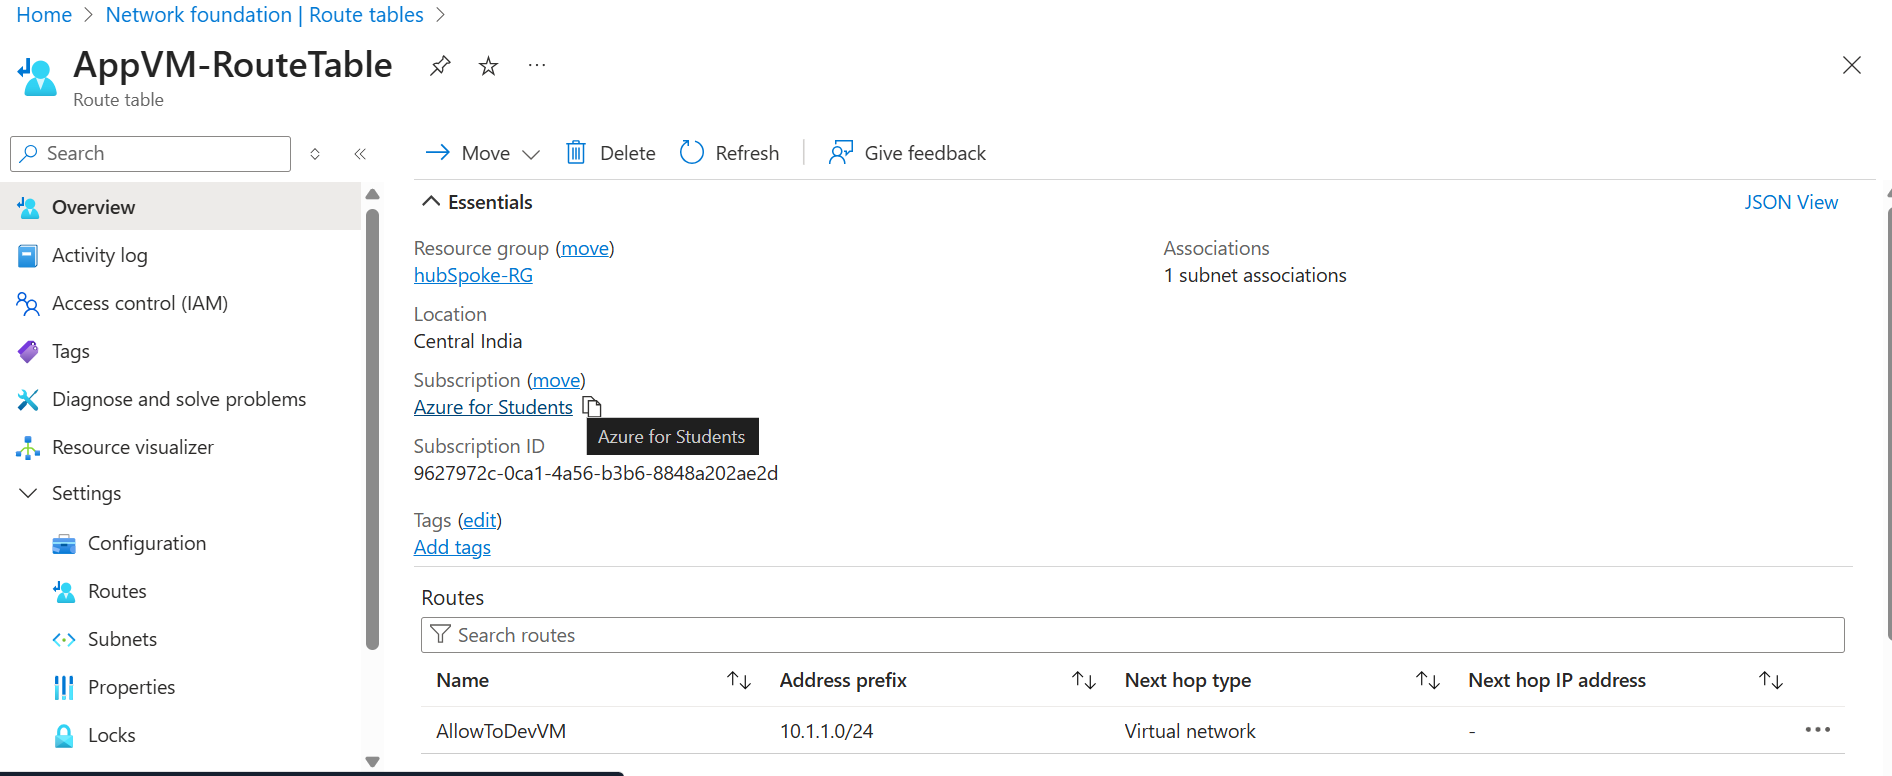 Home > Network foundation | Route tables >
AppVM-RouteTable
Route table
Search
Overview
Activity log
Access control (IAM)
Tags
Diagnose and solve problems
Resource visualizer
Settings
Configuration
Routes
Subnets
Properties
Locks
Move
Delete
Refresh
Give feedback
Essentials
JSON View
Resource group (move)
hubSpoke-RG
Location
Central India
Subscription (move)
Azure for Students
Azure for Students
Subscription ID
9627972c-0ca1-4a56-b3b6-8848a202ae2d
Associations
1 subnet associations
Tags (edit)
Add tags
Routes
Search routes
Name Address prefix Next hop type Next hop IP address
AllowToDevVM 10.1.1.0/24 Virtual network -